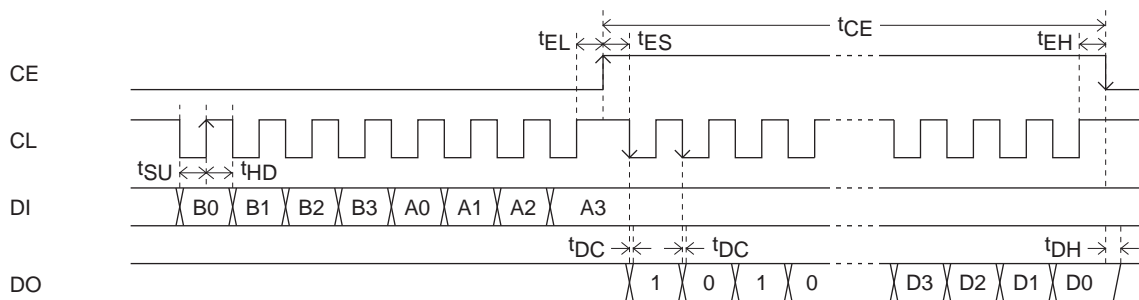 tCE
tEL tES tEH
CE
CL
tSU tHD
DI B0 B1 B2 B3 A0 A1 A2 A3
tDC tDC tDH
DO 1 0 1 0 D3 D2 D1 D0